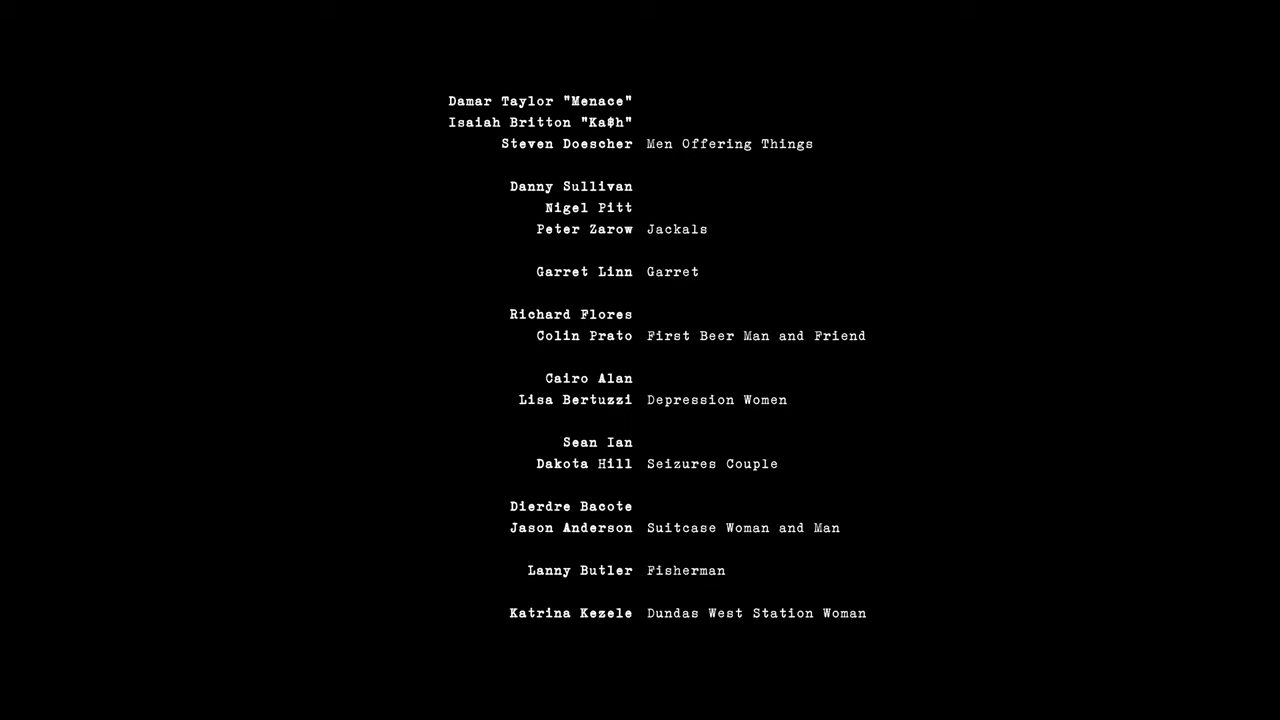 Damar Taylor "Menace"
Isaiah Britton "Ka$h"
Steven Doescher Men Offering Things
Danny Sullivan
Nigel Pitt
Peter Zarow Jackals
Garret Linn Garret
Richard Flores
Colin Prato First Beer Man and Friend
Cairo Alan
Lisa Bertuzzi Depression Women
Sean Ian
Dakota Hill Seizures Couple
Dierdre Bacote
Jason Anderson Suitcase Woman and Man
Lanny Butler Fisherman
Katrina Kezele Dundas West Station Woman